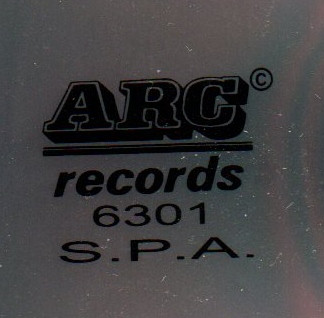 ARC©
records
6301
S.P.A.